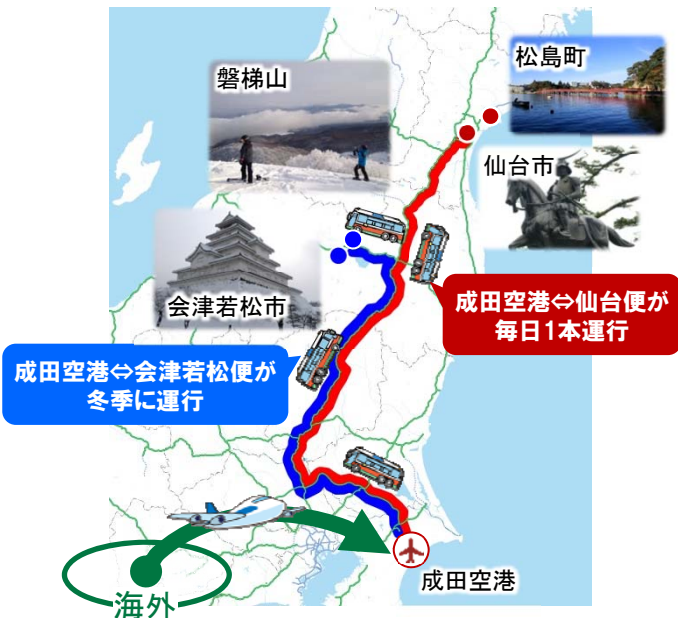 松島町
磐梯山
仙台市
会津若松市
成田空港⇔仙台便が
毎日1本運行
成田空港⇔会津若松便が
冬季に運行
成田空港
海外